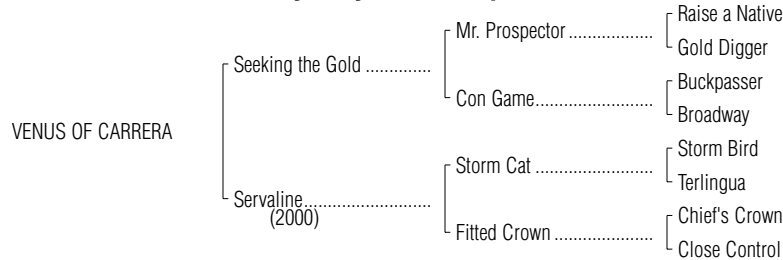 Raise a Native
Mr. Prospector ...................
Gold Digger
Seeking the Gold ...............
Buckpasser
Con Game...........................
Broadway
VENUS OF CARRERA
Storm Bird
Storm Cat ...........................
Terlingua
Servaline.............................
(2000)
Chief's Crown
Fitted Crown ......................
Close Control